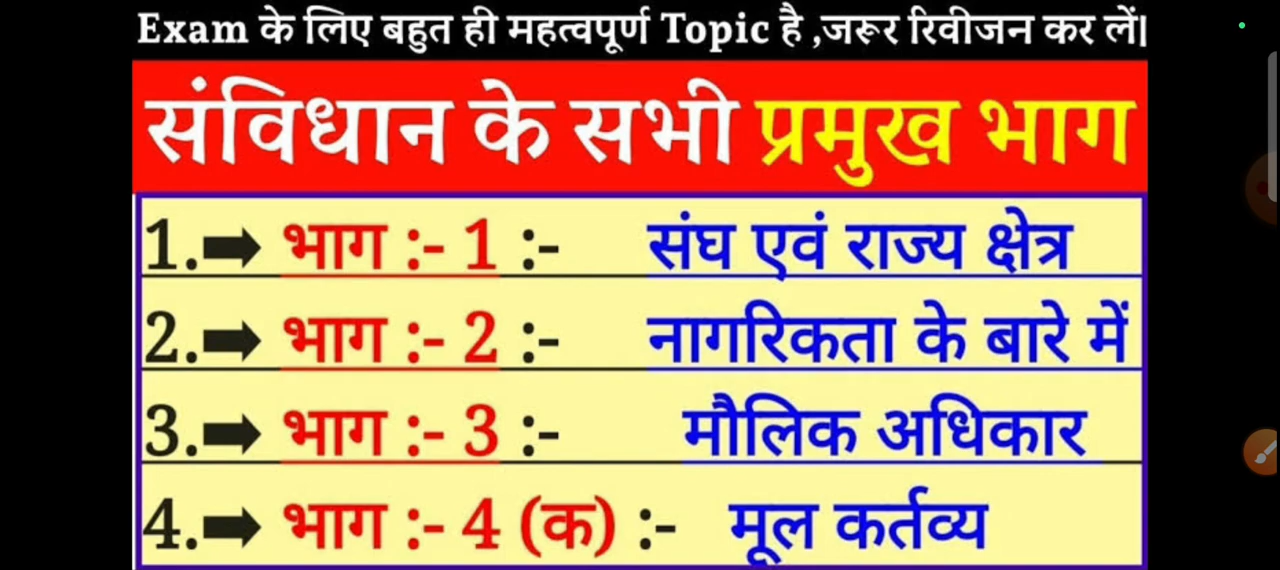 Exam के लिए बहुत ही महत्वपूर्ण Topic है ,जरूर रिवीजन कर लें|
संविधान के सभी प्रमुख भाग
1.➡ भाग :- 1 :- संघ एवं राज्य क्षेत्र
2.➡ भाग :- 2 :- नागरिकता के बारे में
3.➡ भाग :- 3 :- मौलिक अधिकार
4.➡ भाग :- 4 (क) :- मूल कर्तव्य